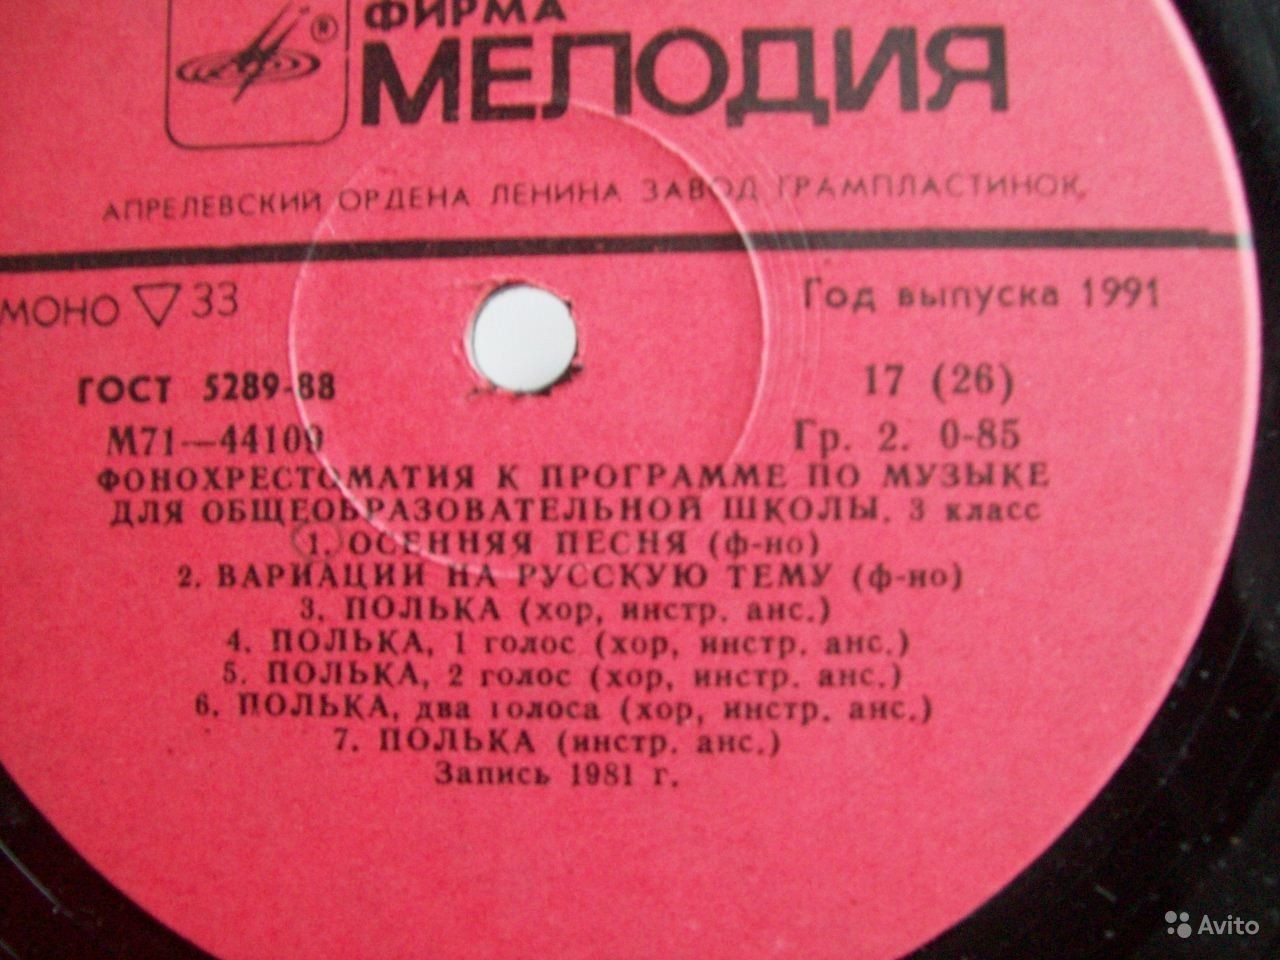 ФИРМА
МЕЛОДИЯ
®
АПРЕЛЕВСКИЙ ОРДЕНА ЛЕНИНА ЗАВОД ГРАМПЛАСТИНОК
МОНО ▽ 33
Год выпуска 1991
ГОСТ 5289-88
17 (26)
М71—44109
Гр. 2. 0-85
ФОНОХРЕСТОМАТИЯ К ПРОГРАММЕ ПО МУЗЫКЕ
ДЛЯ ОБЩЕОБРАЗОВАТЕЛЬНОЙ ШКОЛЫ. 3 класс
1. ОСЕННЯЯ ПЕСНЯ (ф-но)
2. ВАРИАЦИИ НА РУССКУЮ ТЕМУ (ф-но)
3. ПОЛЬКА (хор, инстр. анс.)
4. ПОЛЬКА, 1 голос (хор, инстр. анс.)
5. ПОЛЬКА, 2 голос (хор, инстр. анс.)
6. ПОЛЬКА, два голоса (хор, инстр. анс.)
7. ПОЛЬКА (инстр. анс.)
Запись 1981 г.
Avito